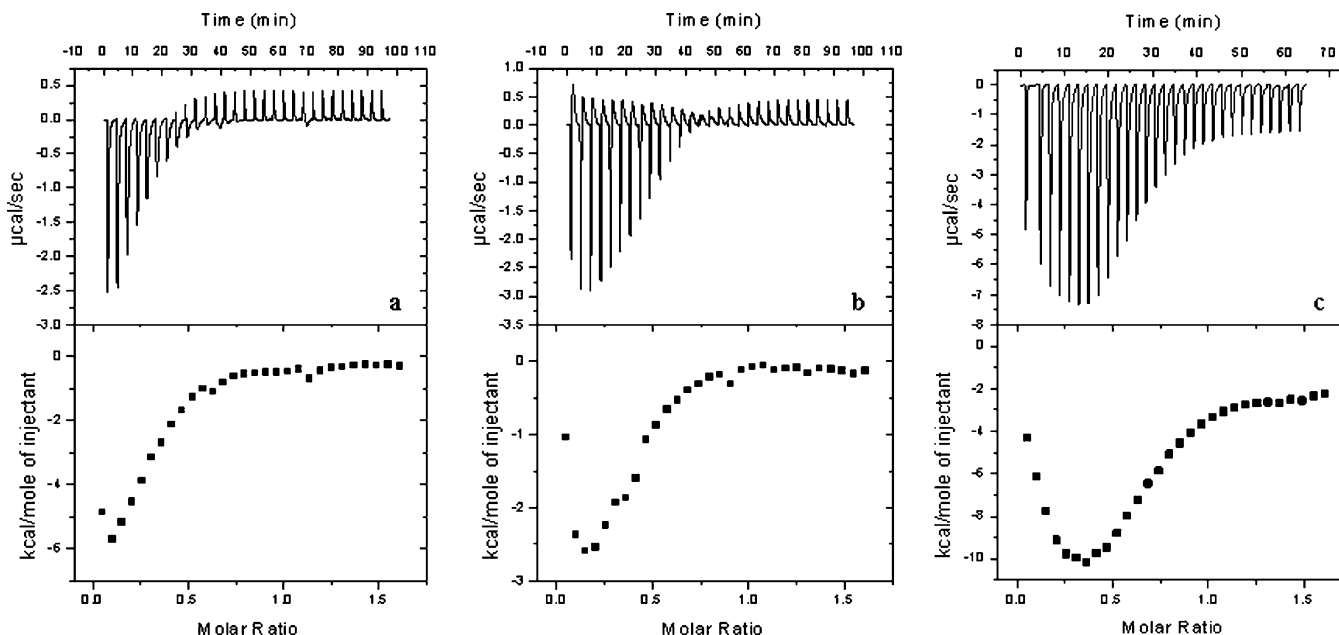 Time (min)
-10 0 10 20 30 40 50 60 70 80 90 100 110
0.5
0.0
-0.5
-1.0
-1.5
-2.0
-2.5
-3.0
µcal/sec
a
0
-2
-4
-6
kcal/mole of injectant
0.0 0.5 1.0 1.5
Molar Ratio
Time (min)
-10 0 10 20 30 40 50 60 70 80 90 100 110
1.0
0.5
0.0
-0.5
-1.0
-1.5
-2.0
-2.5
-3.0
-3.5
µcal/sec
b
0
-1
-2
-3
kcal/mole of injectant
0.0 0.5 1.0 1.5
Molar Ratio
Time (min)
0 10 20 30 40 50 60 70
0
-1
-2
-3
-4
-5
-6
-7
-8
µcal/sec
c
0
-2
-4
-6
-8
-10
kcal/mole of injectant
0.0 0.5 1.0 1.5
Molar Ratio